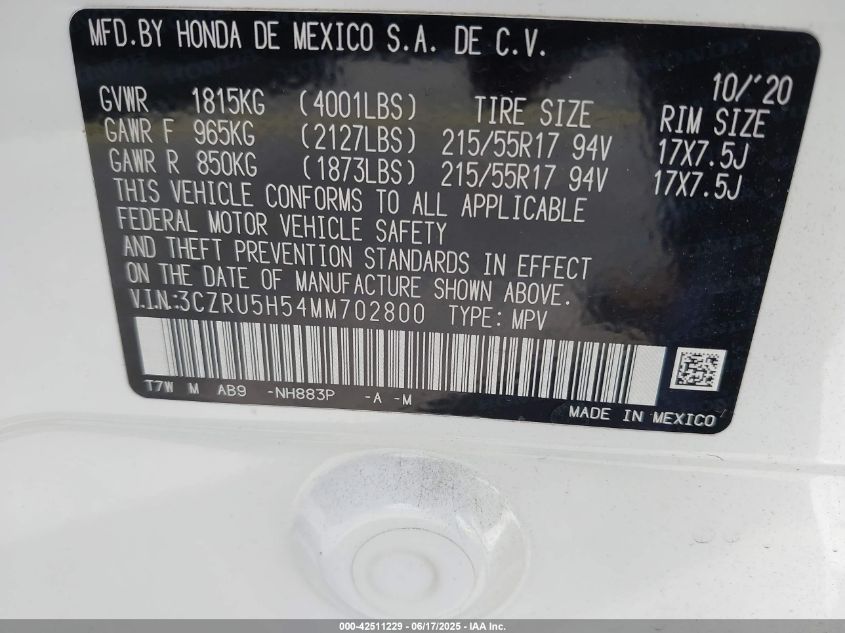 MFD.BY HONDA DE MEXICO S.A. DE C.V.
10/'20
GVWR 1815KG (4001LBS) TIRE SIZE RIM SIZE
GAWR F 965KG (2127LBS) 215/55R17 94V 17X7.5J
GAWR R 850KG (1873LBS) 215/55R17 94V 17X7.5J
THIS VEHICLE CONFORMS TO ALL APPLICABLE
FEDERAL MOTOR VEHICLE SAFETY
AND THEFT PREVENTION STANDARDS IN EFFECT
ON THE DATE OF MANUFACTURE SHOWN ABOVE.
V.I.N.:3CZRU5H54MM702800 TYPE: MPV
T7W M AB9 -NH883P -A -M
MADE IN MEXICO
000-42511229 - 06/17/2025 - IAA Inc.